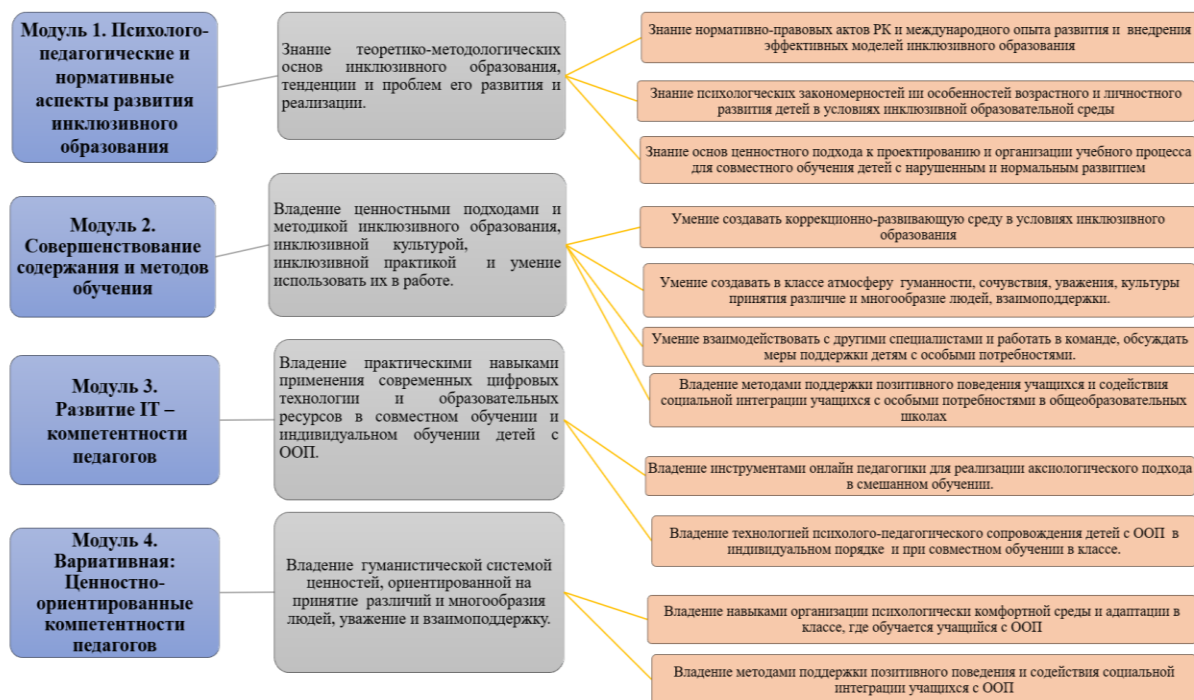 Модуль 1. Психолого-
педагогические и
нормативные
аспекты развития
инклюзивного
образования
Знание теоретико-методологических
основ инклюзивного образования,
тенденции и проблем его развития и
реализации.
Знание нормативно-правовых актов РК и международного опыта развития и внедрения
эффективных моделей инклюзивного образования
Знание психологческих закономерностей ии особенностей возрастного и личностного
развития детей в условиях инклюзивной образовательной среды
Знание основ ценностного подхода к проектированию и организации учебного процесса
для совместного обучения детей с нарушенным и нормальным развитием
Модуль 2.
Совершенствование
содержания и методов
обучения
Владение ценностными подходами и
методикой инклюзивного образования,
инклюзивной культурой,
инклюзивной практикой и умение
использовать их в работе.
Умение создавать коррекционно-развивающую среду в условиях инклюзивного
образования
Умение создавать в классе атмосферу гуманности, сочувствия, уважения, культуры
принятия различие и многообразие людей, взаимоподдержки.
Умение взаимодействовать с другими специалистами и работать в команде, обсуждать
меры поддержки детям с особыми потребностями.
Владение методами поддержки позитивного поведения учащихся и содействия
социальной интеграции учащихся с особыми потребностями в общеобразовательных
школах
Модуль 3.
Развитие IT –
компетентности
педагогов
Владение практическими навыками
применения современных цифровых
технологии и образовательных
ресурсов в совместном обучении и
индивидуальном обучении детей с
ООП.
Владение инструментами онлайн педагогики для реализации аксиологического подхода
в смешанном обучении.
Владение технологией психолого-педагогического сопровождения детей с ООП в
индивидуальном порядке и при совместном обучении в классе.
Модуль 4.
Вариативная:
Ценностно-
ориентированные
компетентности
педагогов
Владение гуманистической системой
ценностей, ориентированной на
принятие различий и многообразия
людей, уважение и взаимоподдержку.
Владение навыками организации психологически комфортной среды и адаптации в
классе, где обучается учащийся с ООП
Владение методами поддержки позитивного поведения и содействия социальной
интеграции учащихся с ООП